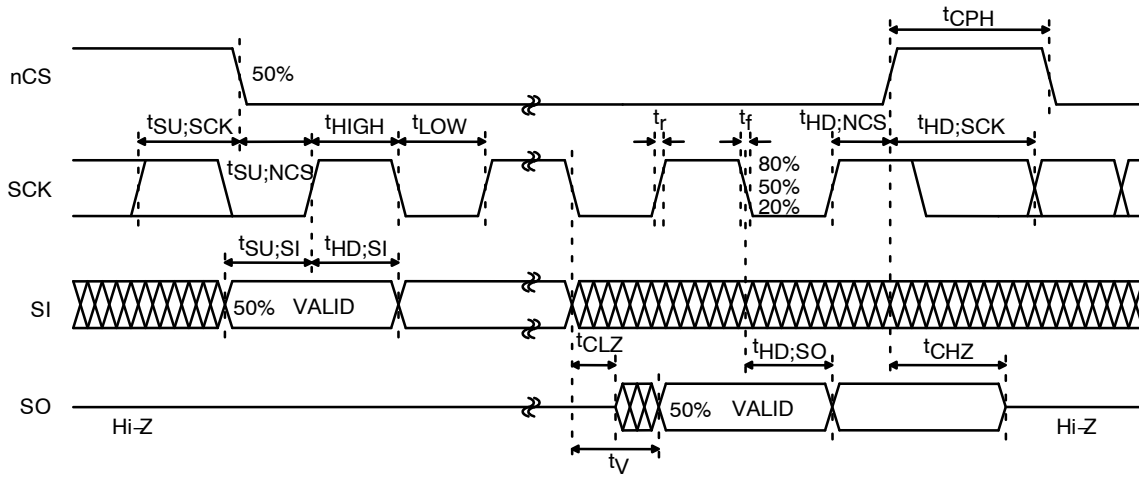 tCPH
nCS
50%
tSU;SCK
tHIGH
tLOW
tr
tf
tHD;NCS
tHD;SCK
tSU;NCS
SCK
80%
50%
20%
tSU;SI
tHD;SI
SI
50%
VALID
tCLZ
tHD;SO
tCHZ
SO
50%
VALID
Hi–Z
Hi–Z
tV